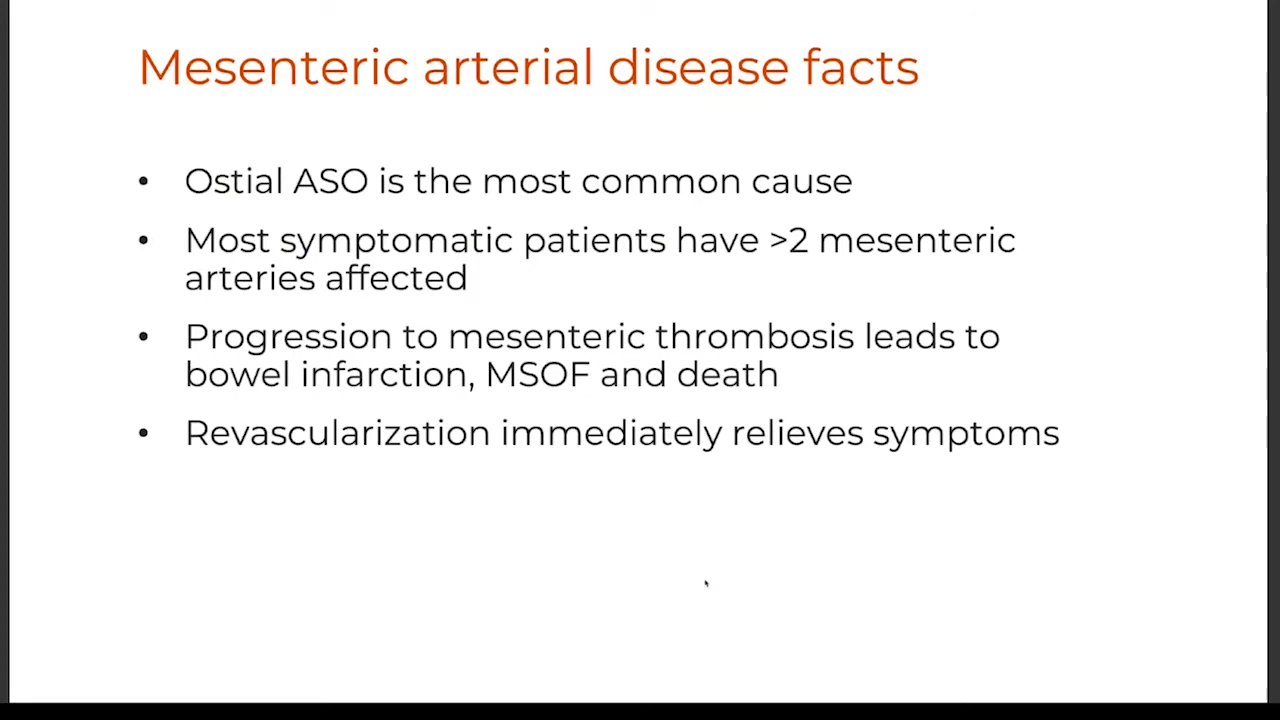 Mesenteric arterial disease facts
• Ostial ASO is the most common cause
• Most symptomatic patients have >2 mesenteric
arteries affected
• Progression to mesenteric thrombosis leads to
bowel infarction, MSOF and death
• Revascularization immediately relieves symptoms